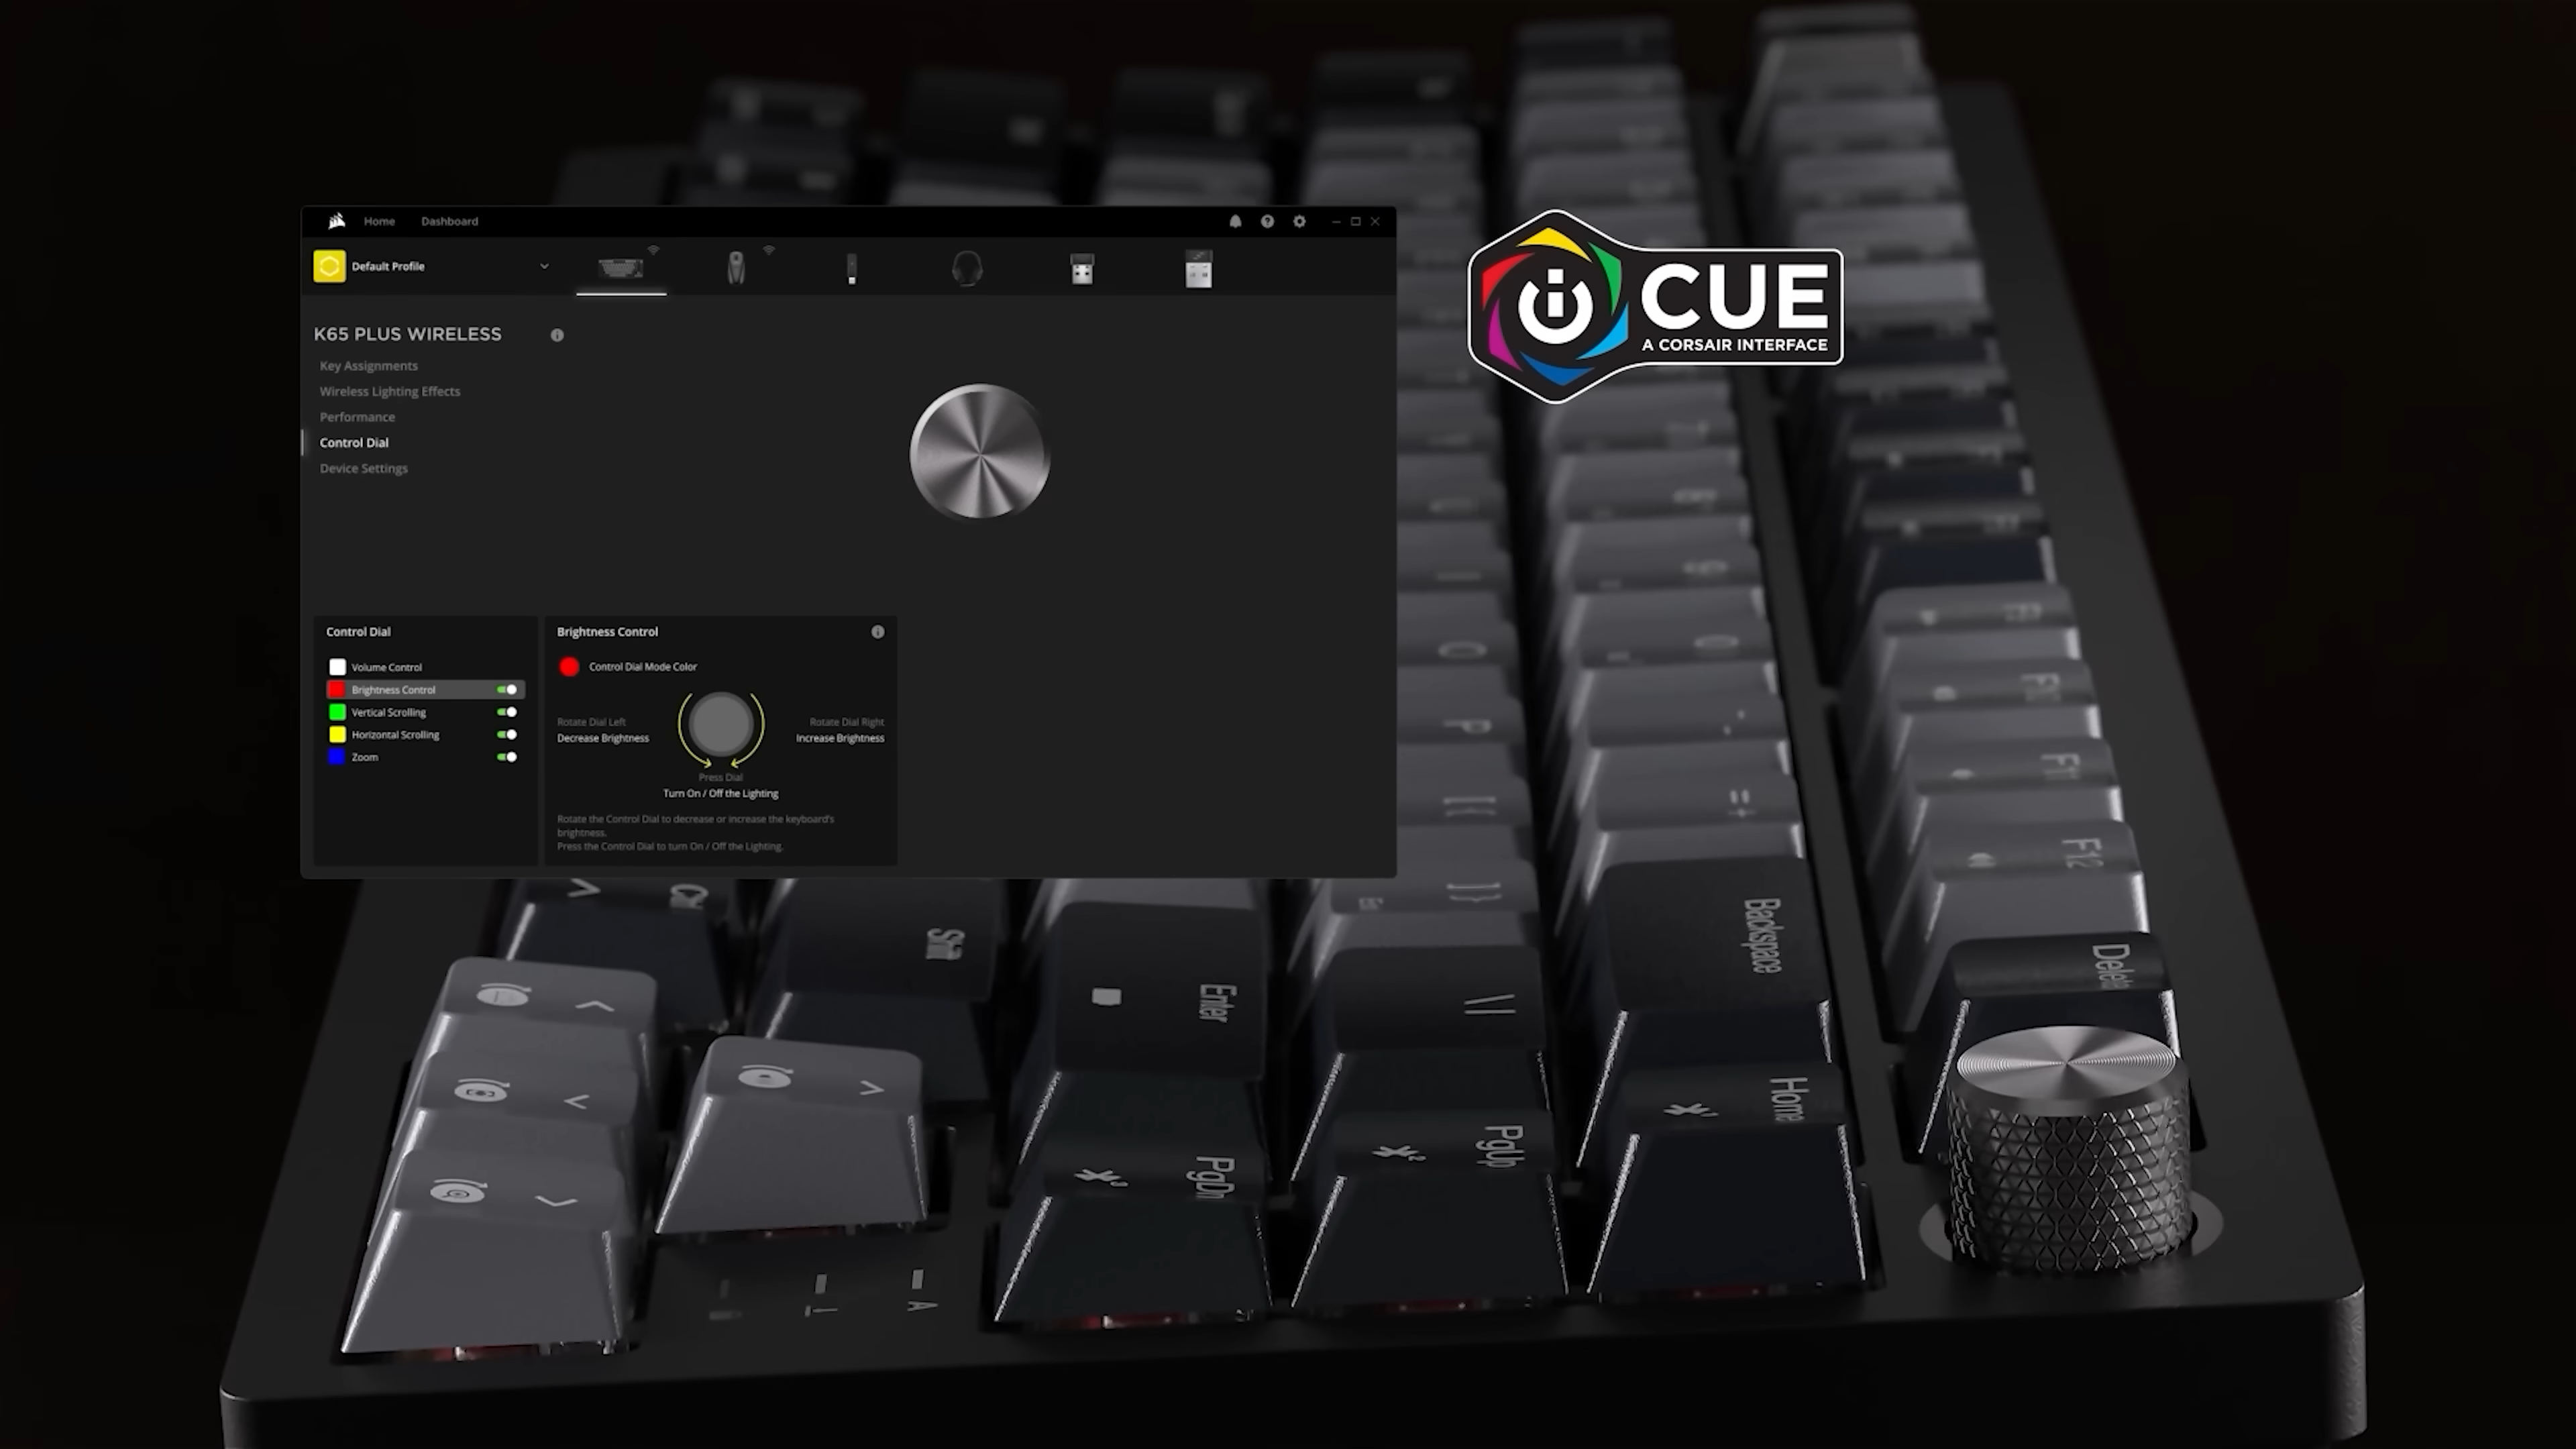 Home Dashboard
Default Profile
K65 PLUS WIRELESS
Key Assignments
Wireless Lighting Effects
Performance
Control Dial
Device Settings
Control Dial
Volume Control
Brightness Control
Vertical Scrolling
Horizontal Scrolling
Zoom
Brightness Control
Control Dial Mode Color
Rotate Dial Left
Decrease Brightness
Rotate Dial Right
Increase Brightness
Press Dial
Turn On / Off the Lighting
Rotate the Control Dial to decrease or increase the keyboard's
brightness.
Press the Control Dial to turn On / Off the Lighting.
iCUE
A CORSAIR INTERFACE
O
P
F10
F11
F12
Backspace
Shift
Enter
Home
PgUp
PgDn